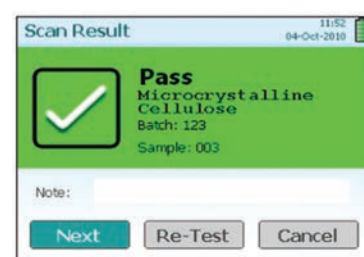 Scan Result
11:52
04-Oct-2010
Pass
Microcrystalline
Cellulose
Batch: 123
Sample: 003
Note:
Next
Re-Test
Cancel